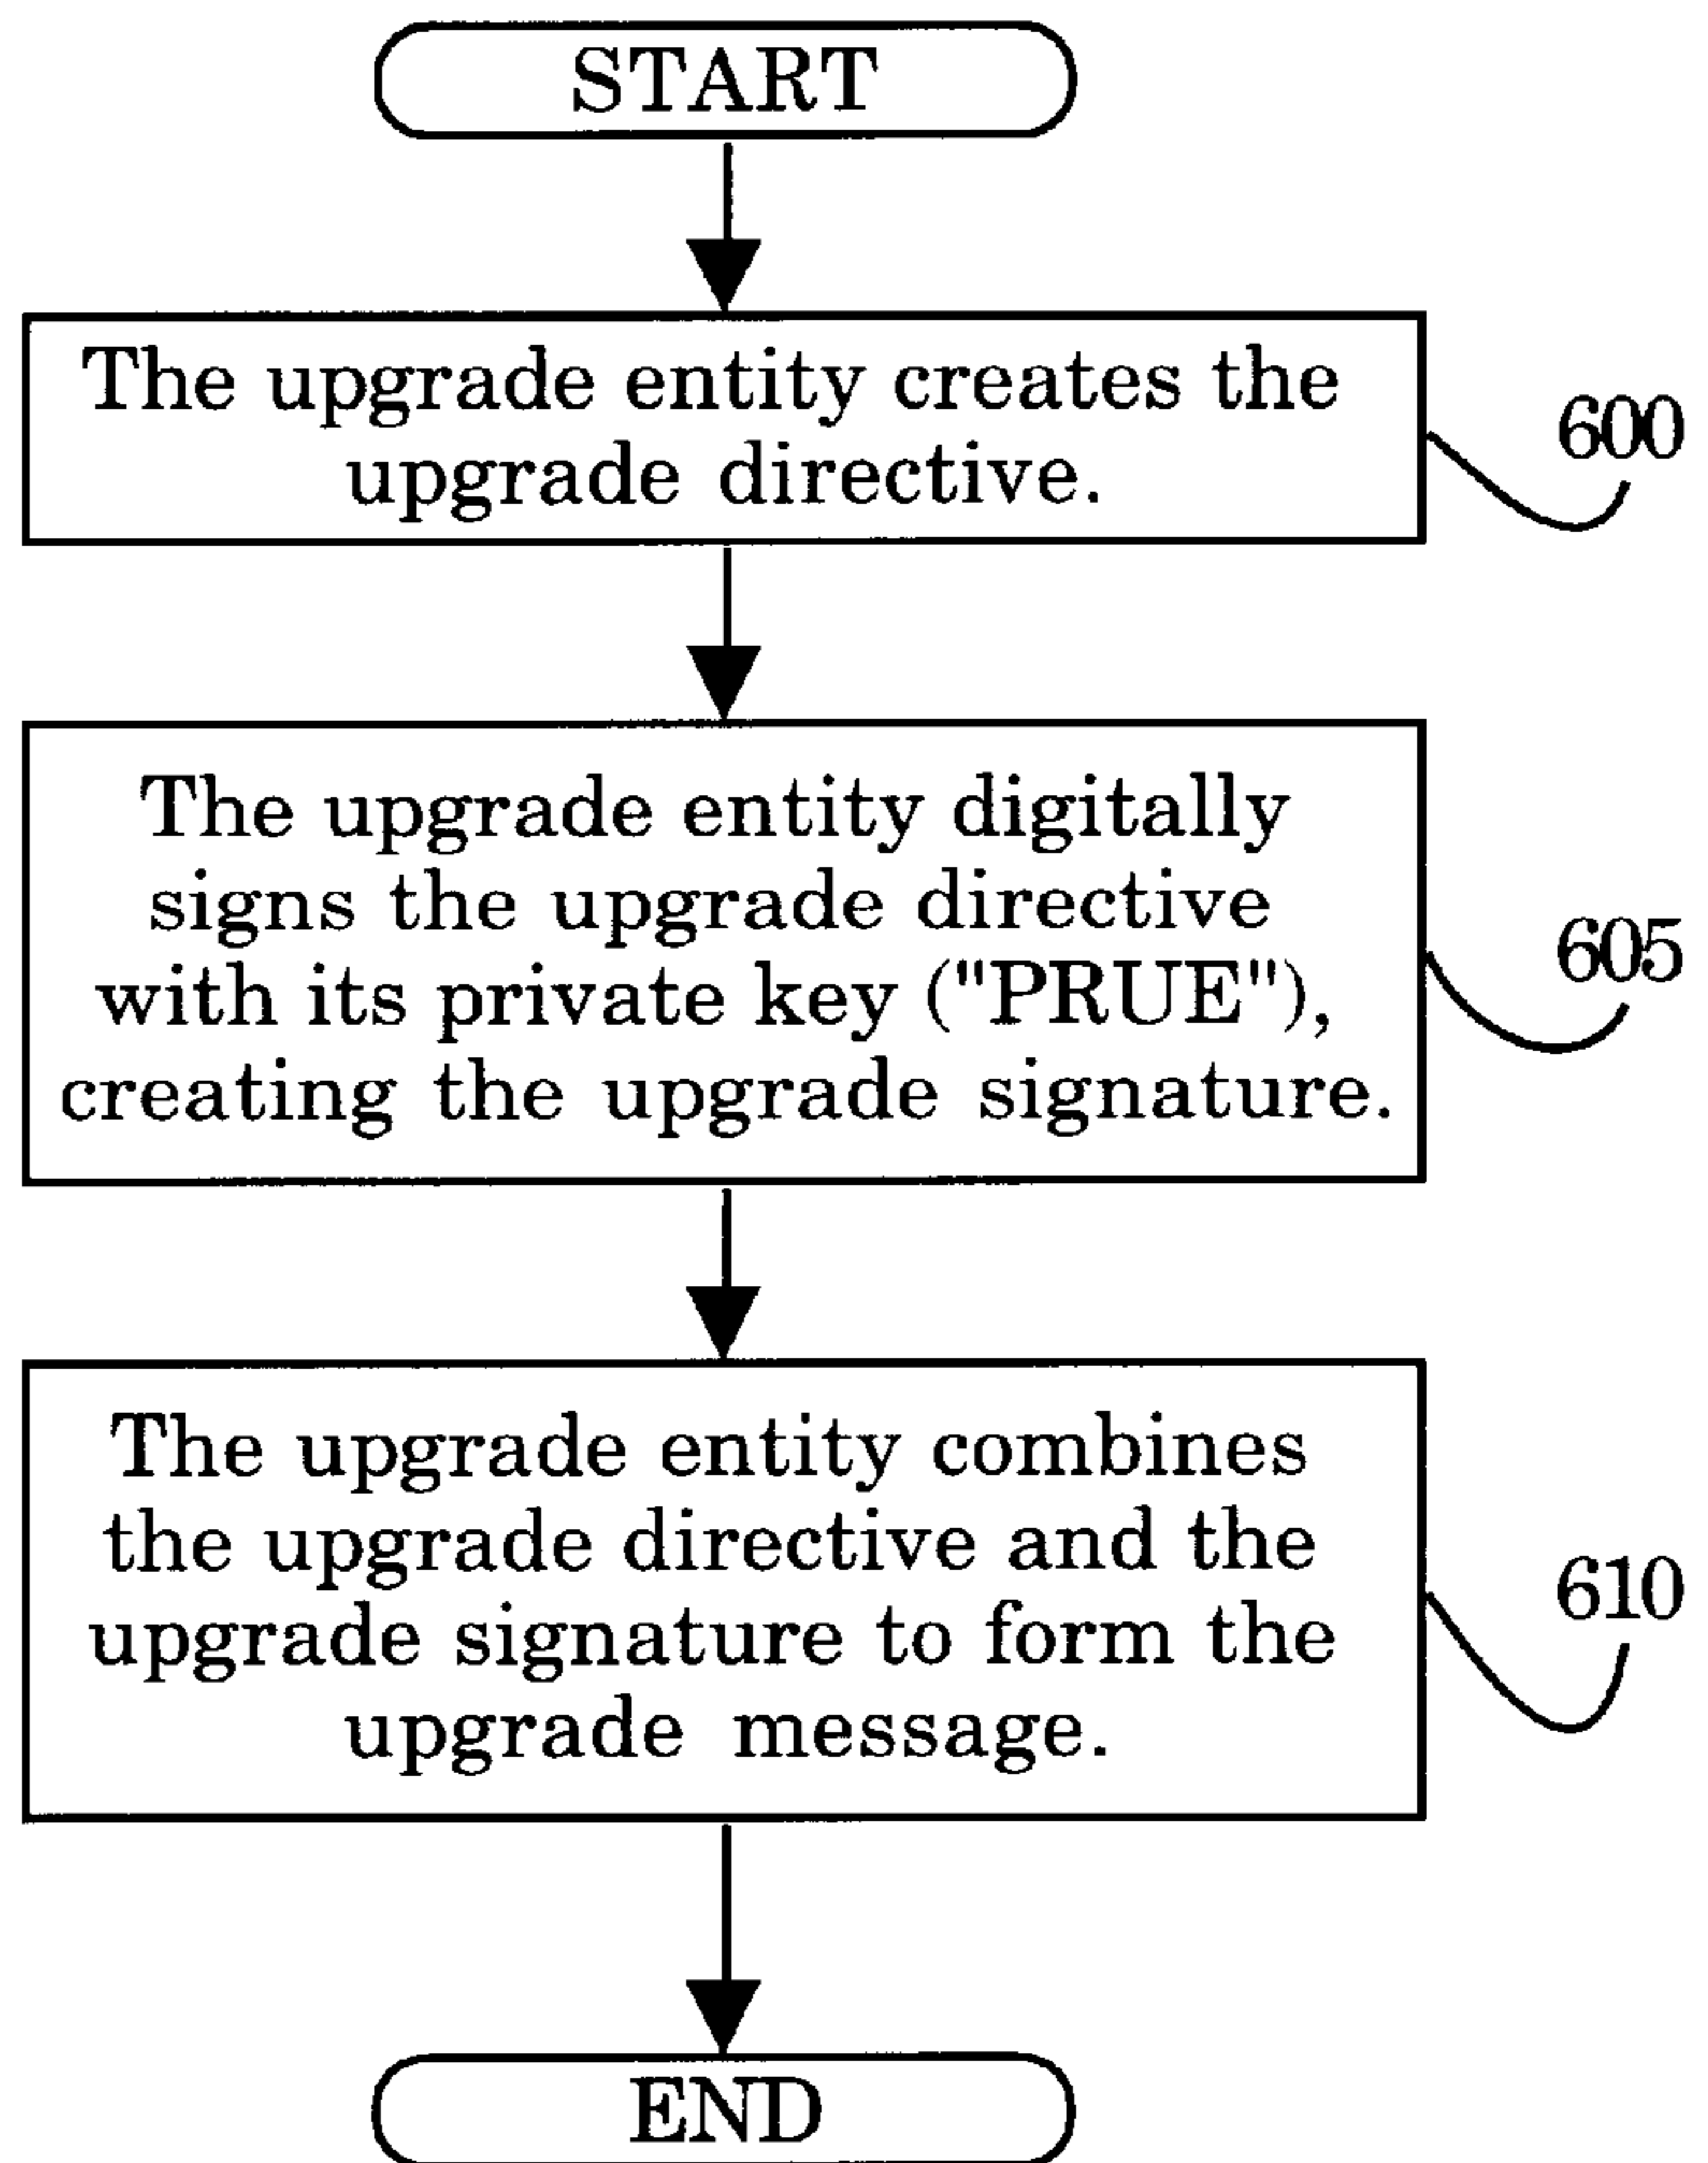 START
The upgrade entity creates the
upgrade directive.
600
The upgrade entity digitally
signs the upgrade directive
with its private key ("PRUE"),
creating the upgrade signature.
605
The upgrade entity combines
the upgrade directive and the
upgrade signature to form the
upgrade message.
610
END